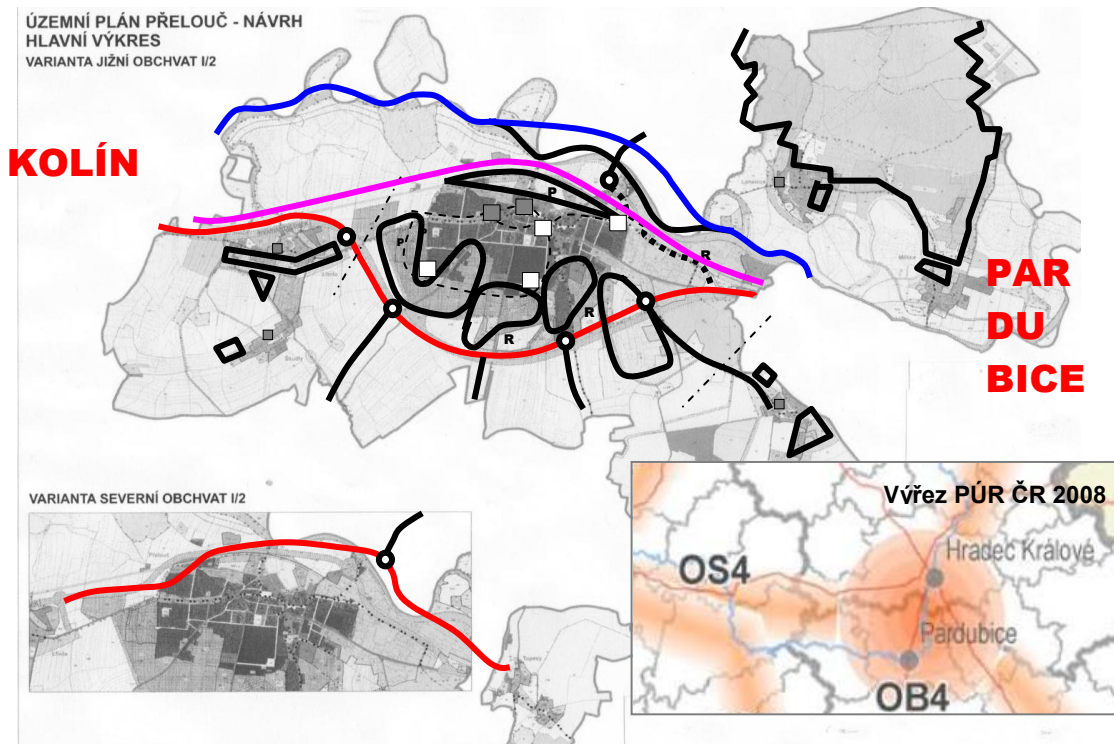 ÚZEMNÍ PLÁN PŘELOUČ - NÁVRH
HLAVNÍ VÝKRES
VARIANTA JIŽNÍ OBCHVAT I/2
KOLÍN
P
P
R
R
R
PAR
DU
BICE
VARIANTA SEVERNÍ OBCHVAT I/2
Výřez PÚR ČR 2008
Hradec Králové
OS4
Pardubice
OB4